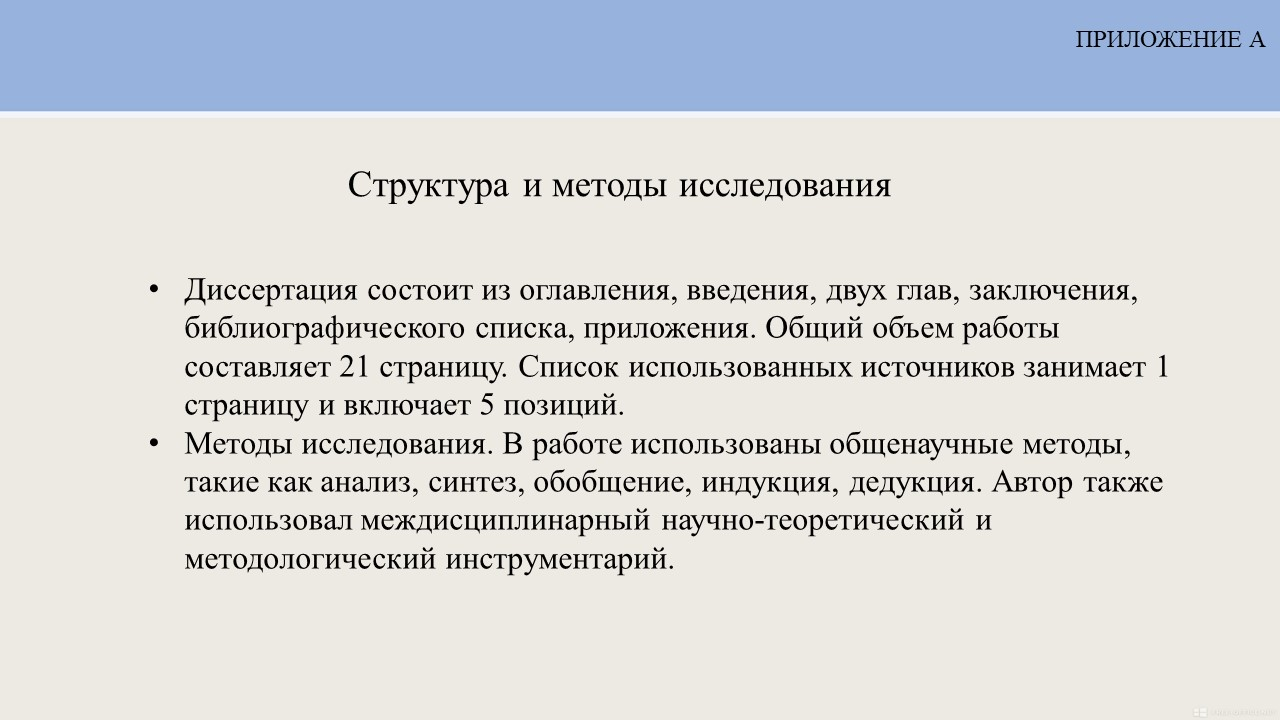 ПРИЛОЖЕНИЕ А
Структура и методы исследования
• Диссертация состоит из оглавления, введения, двух глав, заключения,
библиографического списка, приложения. Общий объем работы
составляет 21 страницу. Список использованных источников занимает 1
страницу и включает 5 позиций.
• Методы исследования. В работе использованы общенаучные методы,
такие как анализ, синтез, обобщение, индукция, дедукция. Автор также
использовал междисциплинарный научно-теоретический и
методологический инструментарий.